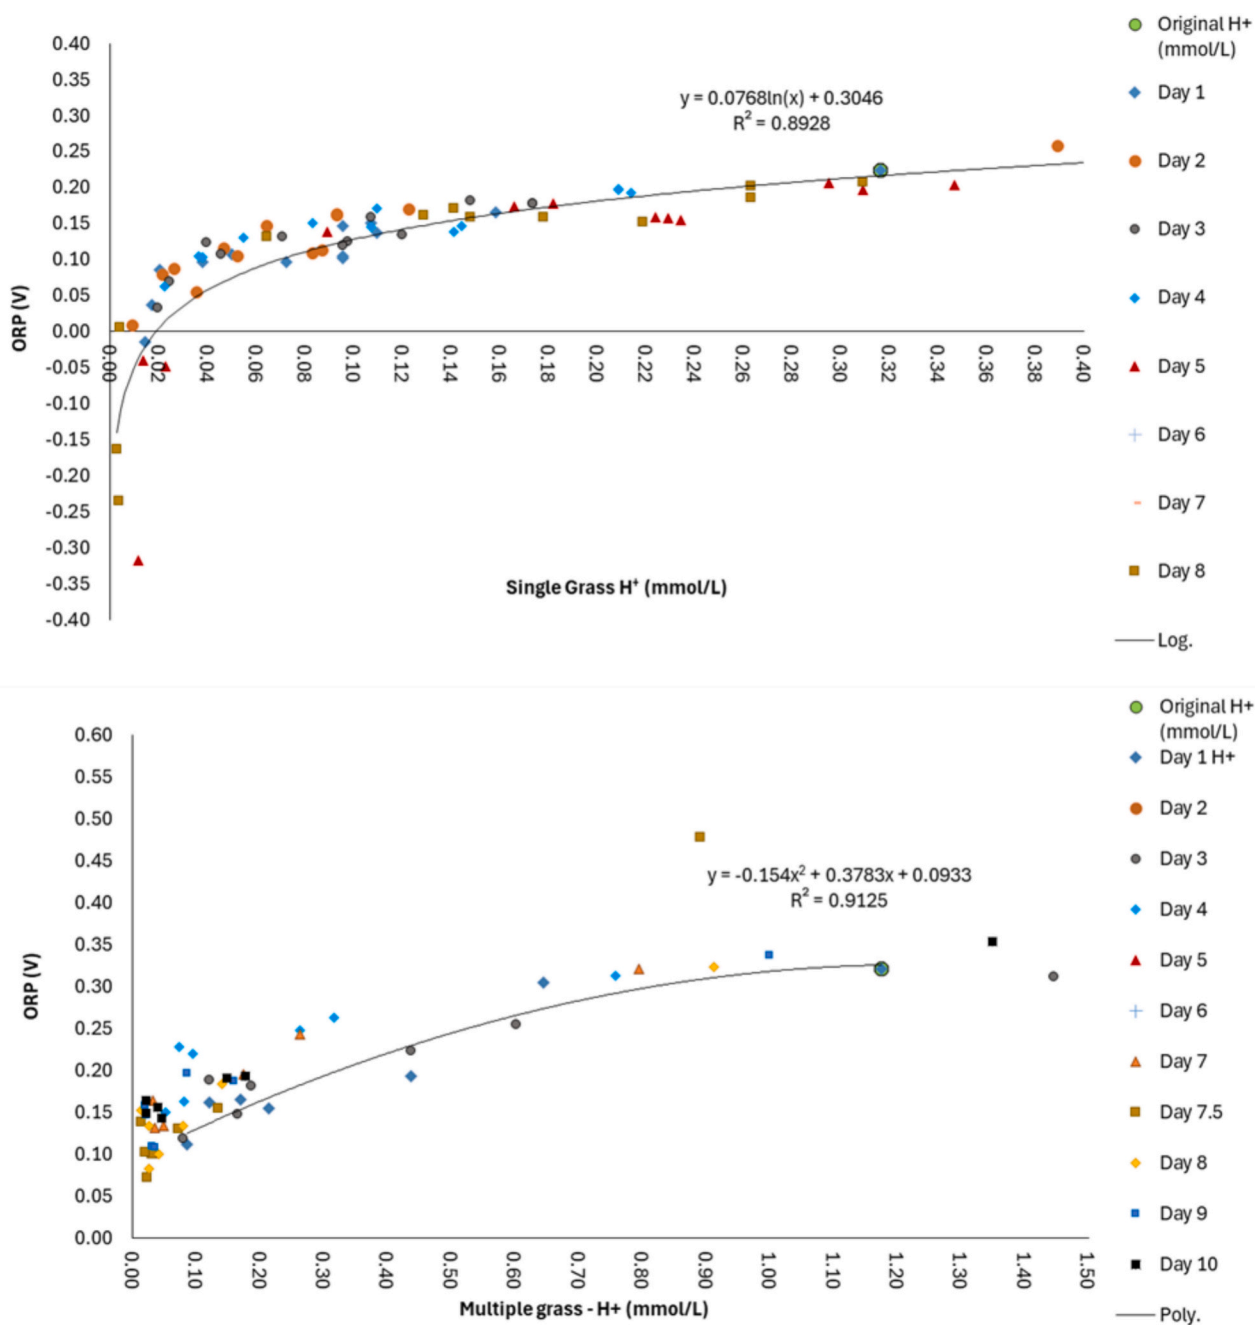 Original H+
(mmol/L)
Day 1
Day 2
Day 3
Day 4
Day 5
Day 6
Day 7
Day 8
Log.
0.40
0.35
0.30
0.25
0.20
0.15
0.10
0.05
0.00
-0.05
-0.10
-0.15
-0.20
-0.25
-0.30
-0.35
-0.40
ORP (V)
y = 0.0768ln(x) + 0.3046
R² = 0.8928
0.00
0.02
0.04
0.06
0.08
0.10
0.12
0.14
0.16
0.18
0.20
0.22
0.24
0.26
0.28
0.30
0.32
0.34
0.36
0.38
0.40
Single Grass H⁺ (mmol/L)
Original H+
(mmol/L)
Day 1 H+
Day 2
Day 3
Day 4
Day 5
Day 6
Day 7
Day 7.5
Day 8
Day 9
Day 10
Poly.
0.60
0.55
0.50
0.45
0.40
0.35
0.30
0.25
0.20
0.15
0.10
0.05
0.00
ORP (V)
y = -0.154x² + 0.3783x + 0.0933
R² = 0.9125
0.00
0.10
0.20
0.30
0.40
0.50
0.60
0.70
0.80
0.90
1.00
1.10
1.20
1.30
1.40
1.50
Multiple grass - H+ (mmol/L)